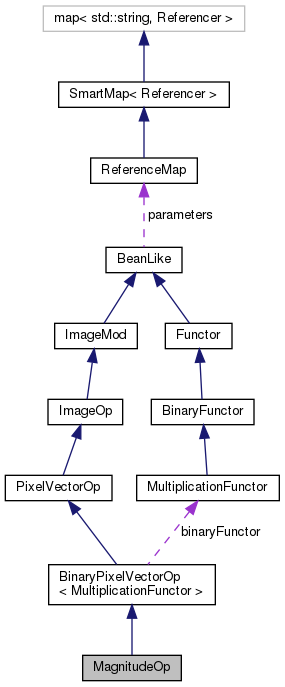 map< std::string, Referencer >
SmartMap< Referencer >
ReferenceMap
parameters
BeanLike
ImageMod
Functor
ImageOp
BinaryFunctor
PixelVectorOp
MultiplicationFunctor
binaryFunctor
BinaryPixelVectorOp
< MultiplicationFunctor >
MagnitudeOp